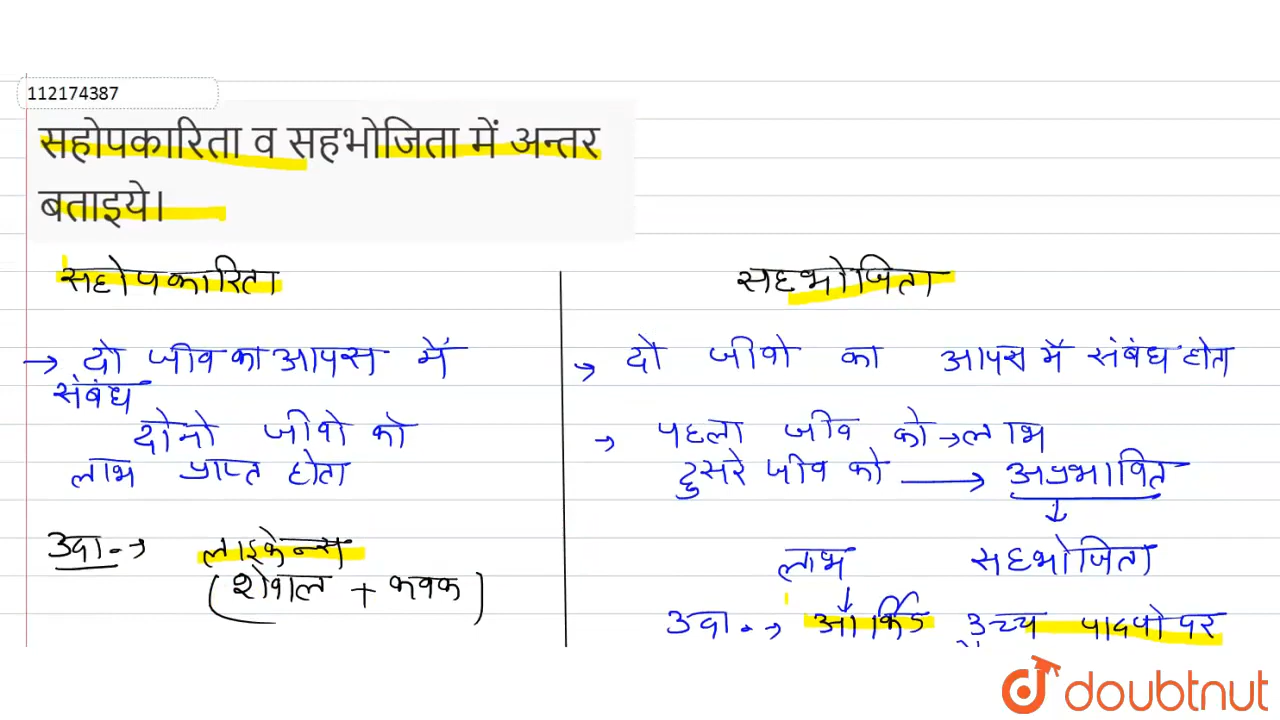 112174387
सहोपकारिता व सहभोजिता में अन्तर
बताइये।
सहोपकारिता
→ दो जीव का आपस में
संबंध
दोनो जीवो को
लाभ प्राप्त होता
उदा. → लाइकेन्स
(शैवाल + कवक)
सहभोजिता
→ दो जीवो का आपस में संबंध होता
→ पहला जीव को → लाभ
दुसरे जीव को → अप्रभावित
↓
लाभ सहभोजिता
↓
उदा. → आर्किड उच्च पादपो पर
doubtnut